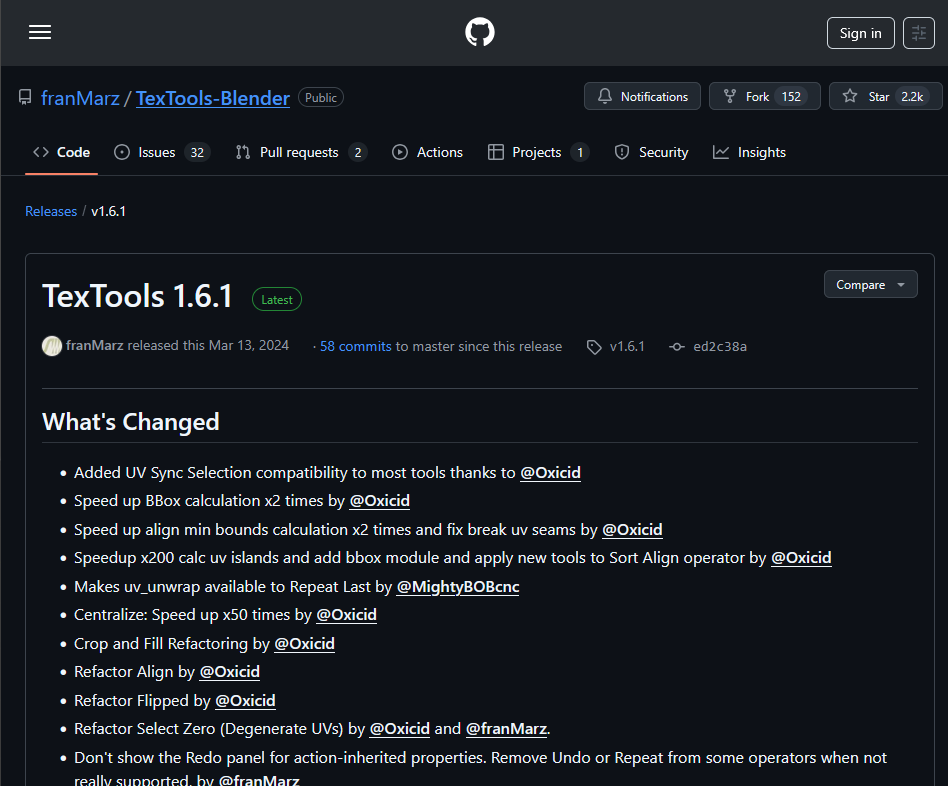 Sign in
franMarz / TexTools-Blender Public
Notifications Fork 152 Star 2.2k
Code Issues 32 Pull requests 2 Actions Projects 1 Security Insights
Releases / v1.6.1
TexTools 1.6.1 Latest Compare
franMarz released this Mar 13, 2024 · 58 commits to master since this release v1.6.1 ed2c38a
What's Changed
• Added UV Sync Selection compatibility to most tools thanks to @Oxicid
• Speed up BBox calculation x2 times by @Oxicid
• Speed up align min bounds calculation x2 times and fix break uv seams by @Oxicid
• Speedup x200 calc uv islands and add bbox module and apply new tools to Sort Align operator by @Oxicid
• Makes uv_unwrap available to Repeat Last by @MightyBOBcnc
• Centralize: Speed up x50 times by @Oxicid
• Crop and Fill Refactoring by @Oxicid
• Refactor Align by @Oxicid
• Refactor Flipped by @Oxicid
• Refactor Select Zero (Degenerate UVs) by @Oxicid and @franMarz.
• Don't show the Redo panel for action-inherited properties. Remove Undo or Repeat from some operators when not
really supported, by @franMarz